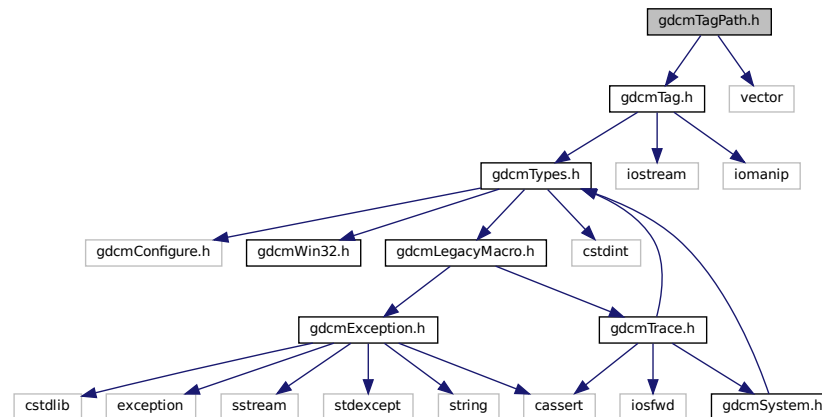 gdcmTagPath.h
gdcmTag.h
vector
gdcmTypes.h
iostream
iomanip
gdcmConfigure.h
gdcmWin32.h
gdcmLegacyMacro.h
cstdint
gdcmException.h
gdcmTrace.h
cstdlib
exception
sstream
stdexcept
string
cassert
iosfwd
gdcmSystem.h